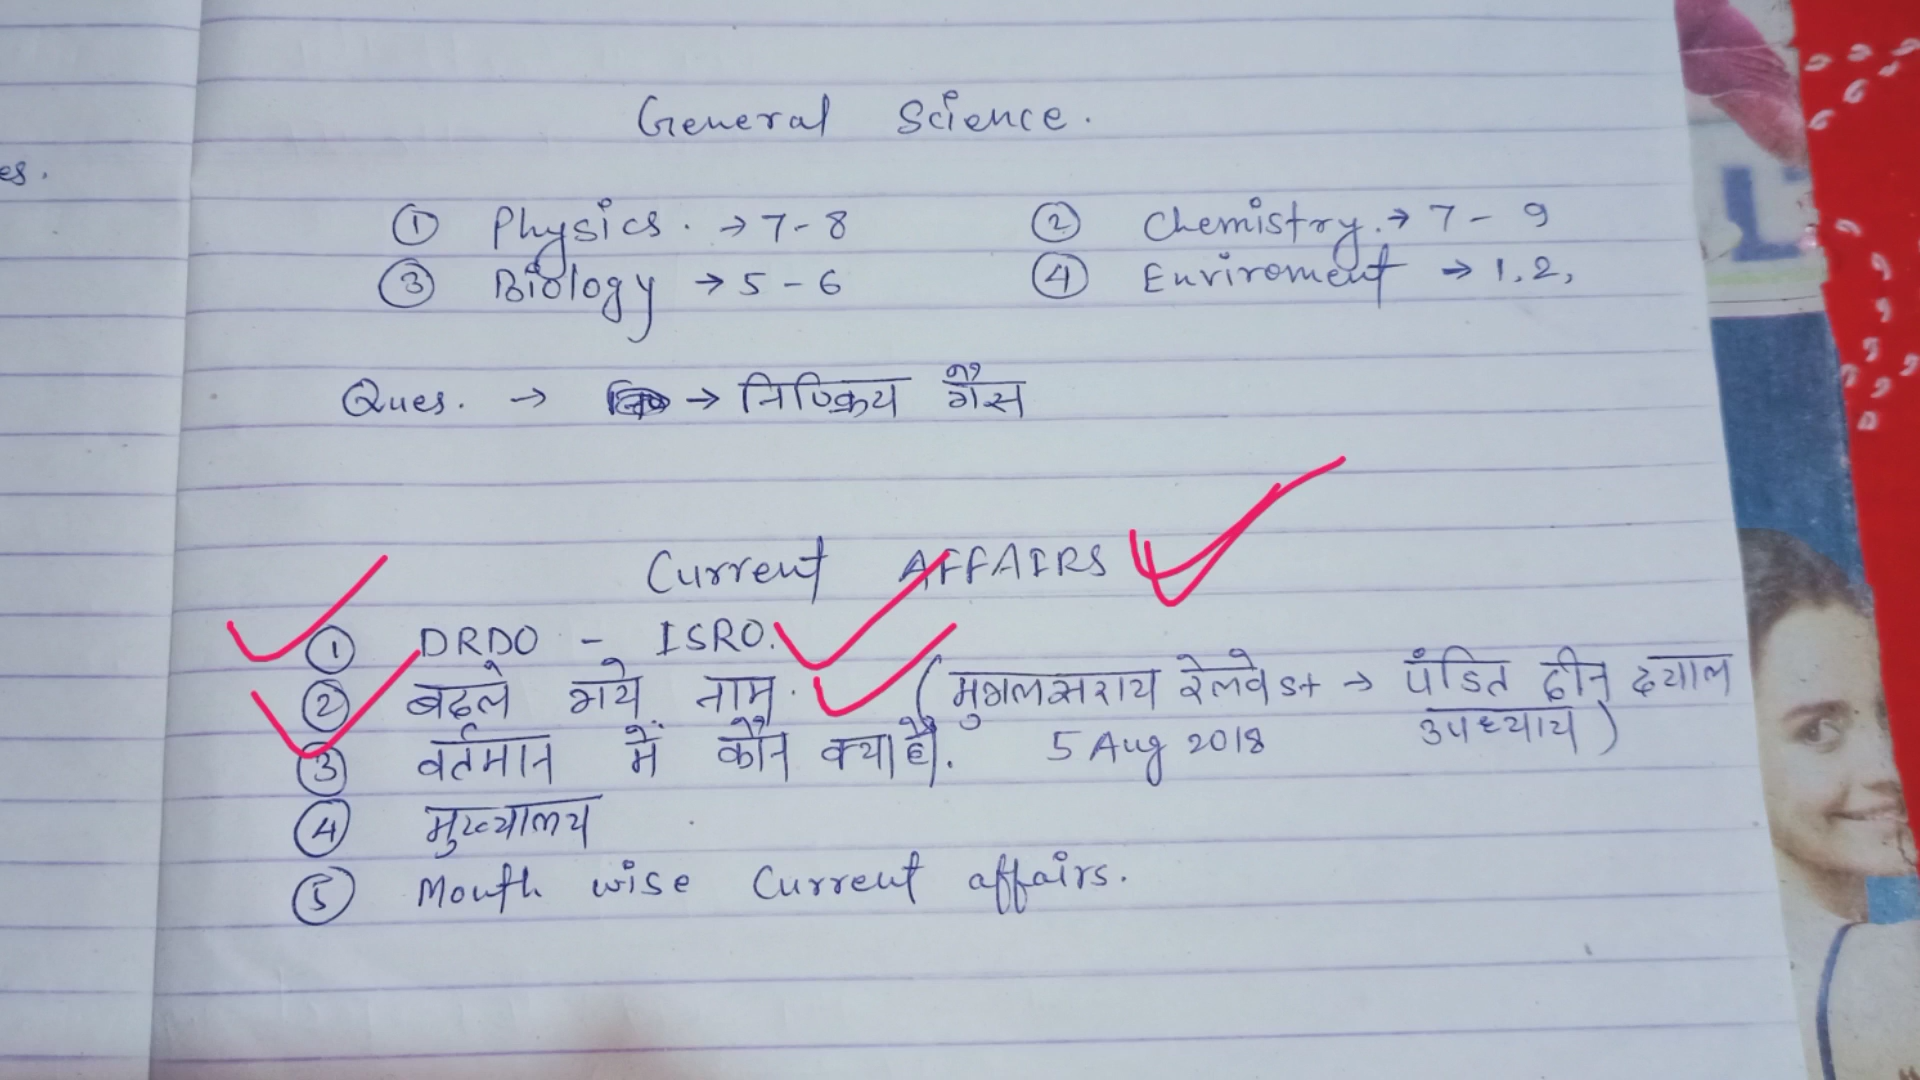 es.
General Science.
① Physics. → 7-8 ② Chemistry. → 7 - 9
③ Biology → 5 - 6 ④ Enviroment → 1, 2,
Ques. → → निष्क्रिय गैस
Current AFFAIRS
① DRDO - ISRO.
② बदले गये नाम. (मुगलसराय रेलवे St → पंडित दीन दयाल
उपध्याय)
③ वर्तमान में कौन क्या है. 5 Aug 2018
④ मुख्यालय
⑤ Month wise Current affairs.